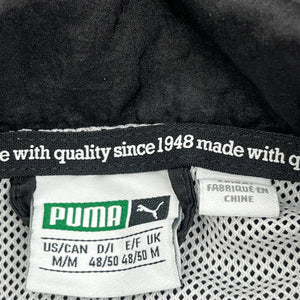 e with quality since 1948 made with q
FABRIQUÉ EN
CHINE
PUMA
US/CAN D/I E/F UK
M/M 48/50 48/50 M